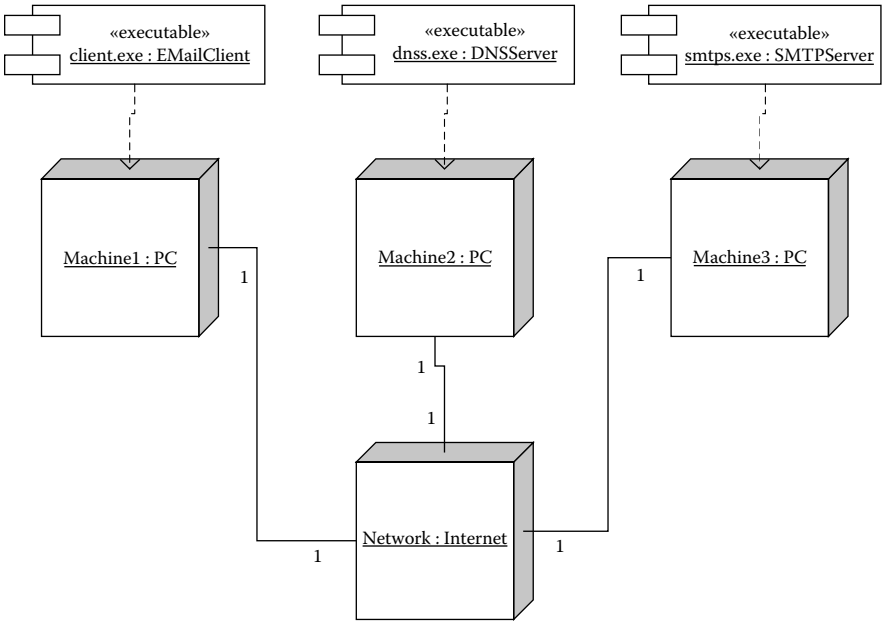 «executable»
client.exe : EMailClient
«executable»
dnss.exe : DNSServer
«executable»
smtps.exe : SMTPServer
Machine1 : PC
Machine2 : PC
Machine3 : PC
1
1
1
1
Network : Internet
1
1